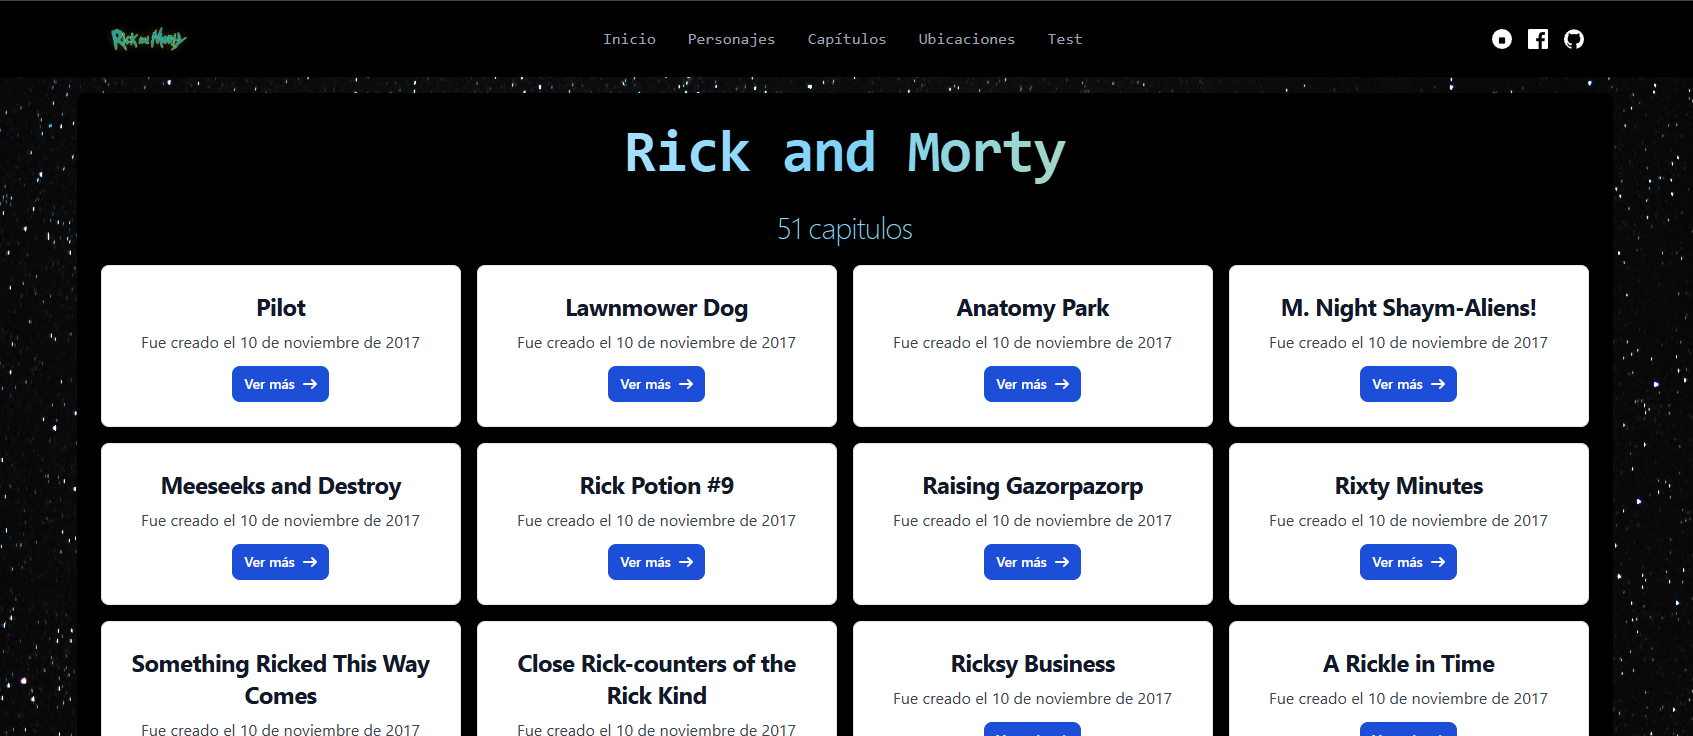 Rick and Morty
Inicio Personajes Capítulos Ubicaciones Test
Rick and Morty
51 capitulos
Pilot
Fue creado el 10 de noviembre de 2017
Ver más
Lawnmower Dog
Fue creado el 10 de noviembre de 2017
Ver más
Anatomy Park
Fue creado el 10 de noviembre de 2017
Ver más
M. Night Shaym-Aliens!
Fue creado el 10 de noviembre de 2017
Ver más
Meeseeks and Destroy
Fue creado el 10 de noviembre de 2017
Ver más
Rick Potion #9
Fue creado el 10 de noviembre de 2017
Ver más
Raising Gazorpazorp
Fue creado el 10 de noviembre de 2017
Ver más
Rixty Minutes
Fue creado el 10 de noviembre de 2017
Ver más
Something Ricked This Way
Comes
Fue creado el 10 de noviembre de 2017
Close Rick-counters of the
Rick Kind
Fue creado el 10 de noviembre de 2017
Ricksy Business
Fue creado el 10 de noviembre de 2017
A Rickle in Time
Fue creado el 10 de noviembre de 2017